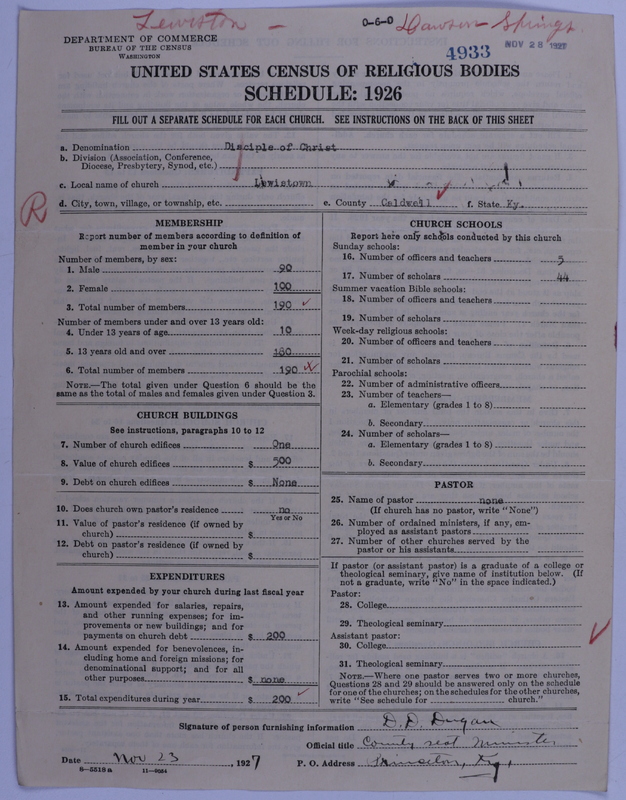 Lewiston - Dawson Springs
0-6-0
DEPARTMENT OF COMMERCE
BUREAU OF THE CENSUS
WASHINGTON
4933 NOV 28 1927
UNITED STATES CENSUS OF RELIGIOUS BODIES
SCHEDULE: 1926
FILL OUT A SEPARATE SCHEDULE FOR EACH CHURCH. SEE INSTRUCTIONS ON THE BACK OF THIS SHEET
a. Denomination Disciple of Christ
b. Division (Association, Conference,
Diocese, Presbytery, Synod, etc.)
c. Local name of church Lewistown
d. City, town, village, or township, etc. e. County Caldwell f. State Ky.
R
MEMBERSHIP
Report number of members according to definition of
member in your church
Number of members, by sex:
1. Male 90
2. Female 100
3. Total number of members 190
Number of members under and over 13 years old:
4. Under 13 years of age 10
5. 13 years old and over 180
6. Total number of members 190
NOTE.—The total given under Question 6 should be the
same as the total of males and females given under Question 3.
CHURCH BUILDINGS
See instructions, paragraphs 10 to 12
7. Number of church edifices One
8. Value of church edifices $ 500
9. Debt on church edifices $ None
10. Does church own pastor's residence no
Yes or No
11. Value of pastor's residence (if owned by
church) $
12. Debt on pastor's residence (if owned by
church) $
EXPENDITURES
Amount expended by your church during last fiscal year
13. Amount expended for salaries, repairs,
and other running expenses; for im-
provements or new buildings; and for
payments on church debt $ 200
14. Amount expended for benevolences, in-
cluding home and foreign missions; for
denominational support; and for all
other purposes $ none
15. Total expenditures during year $ 200
CHURCH SCHOOLS
Report here only schools conducted by this church
Sunday schools:
16. Number of officers and teachers 5
17. Number of scholars 44
Summer vacation Bible schools:
18. Number of officers and teachers
19. Number of scholars
Week-day religious schools:
20. Number of officers and teachers
21. Number of scholars
Parochial schools:
22. Number of administrative officers
23. Number of teachers—
a. Elementary (grades 1 to 8)
b. Secondary
24. Number of scholars—
a. Elementary (grades 1 to 8)
b. Secondary
PASTOR
25. Name of pastor none
(If church has no pastor, write "None")
26. Number of ordained ministers, if any, em-
ployed as assistant pastors
27. Number of other churches served by the
pastor or his assistants
If pastor (or assistant pastor) is a graduate of a college or
theological seminary, give name of institution below. (If
not a graduate, write "No" in the space indicated.)
Pastor:
28. College
29. Theological seminary
Assistant pastor:
30. College
31. Theological seminary
NOTE.—Where one pastor serves two or more churches,
Questions 28 and 29 should be answered only on the schedule
for one of the churches; on the schedules for the other churches,
write "See schedule for church."
Signature of person furnishing information D. D. Dugan
Official title County seat Minister
Date Nov 23, 1927 P. O. Address Princeton, Ky.
8—5518a 11—9024